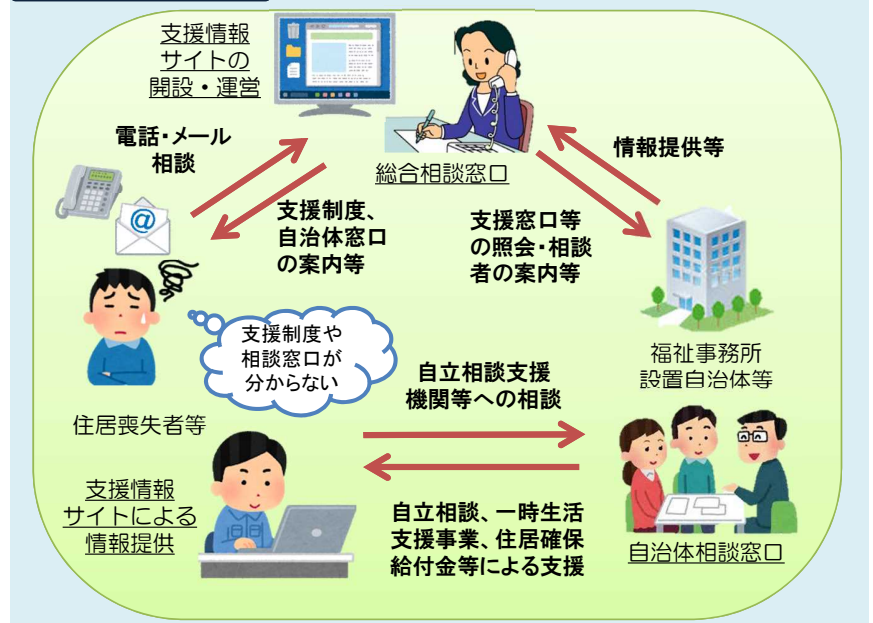 支援情報
サイトの
開設・運営
電話・メール
相談
総合相談窓口
情報提供等
@
支援制度、
自治体窓口
の案内等
支援窓口等
の照会・相談
者の案内等
支援制度や
相談窓口が
分からない
福祉事務所
設置自治体等
住居喪失者等
自立相談支援
機関等への相談
支援情報
サイトによる
情報提供
自立相談、一時生活
支援事業、住居確保
給付金等による支援
自治体相談窓口